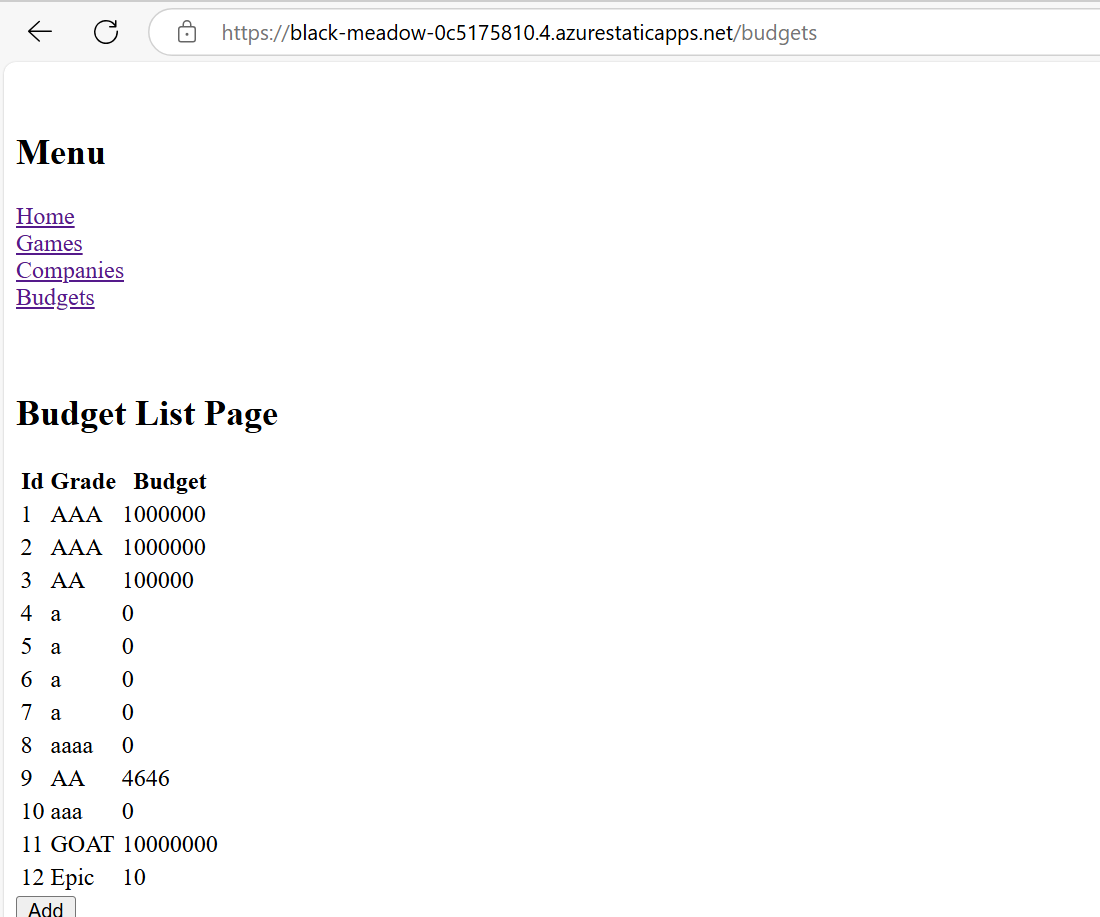 https://black-meadow-0c5175810.4.azurestaticapps.net/budgets
Menu
Home
Games
Companies
Budgets
Budget List Page
Id Grade Budget
1 AAA 1000000
2 AAA 1000000
3 AA 100000
4 a 0
5 a 0
6 a 0
7 a 0
8 aaaa 0
9 AA 4646
10 aaa 0
11 GOAT 10000000
12 Epic 10
Add